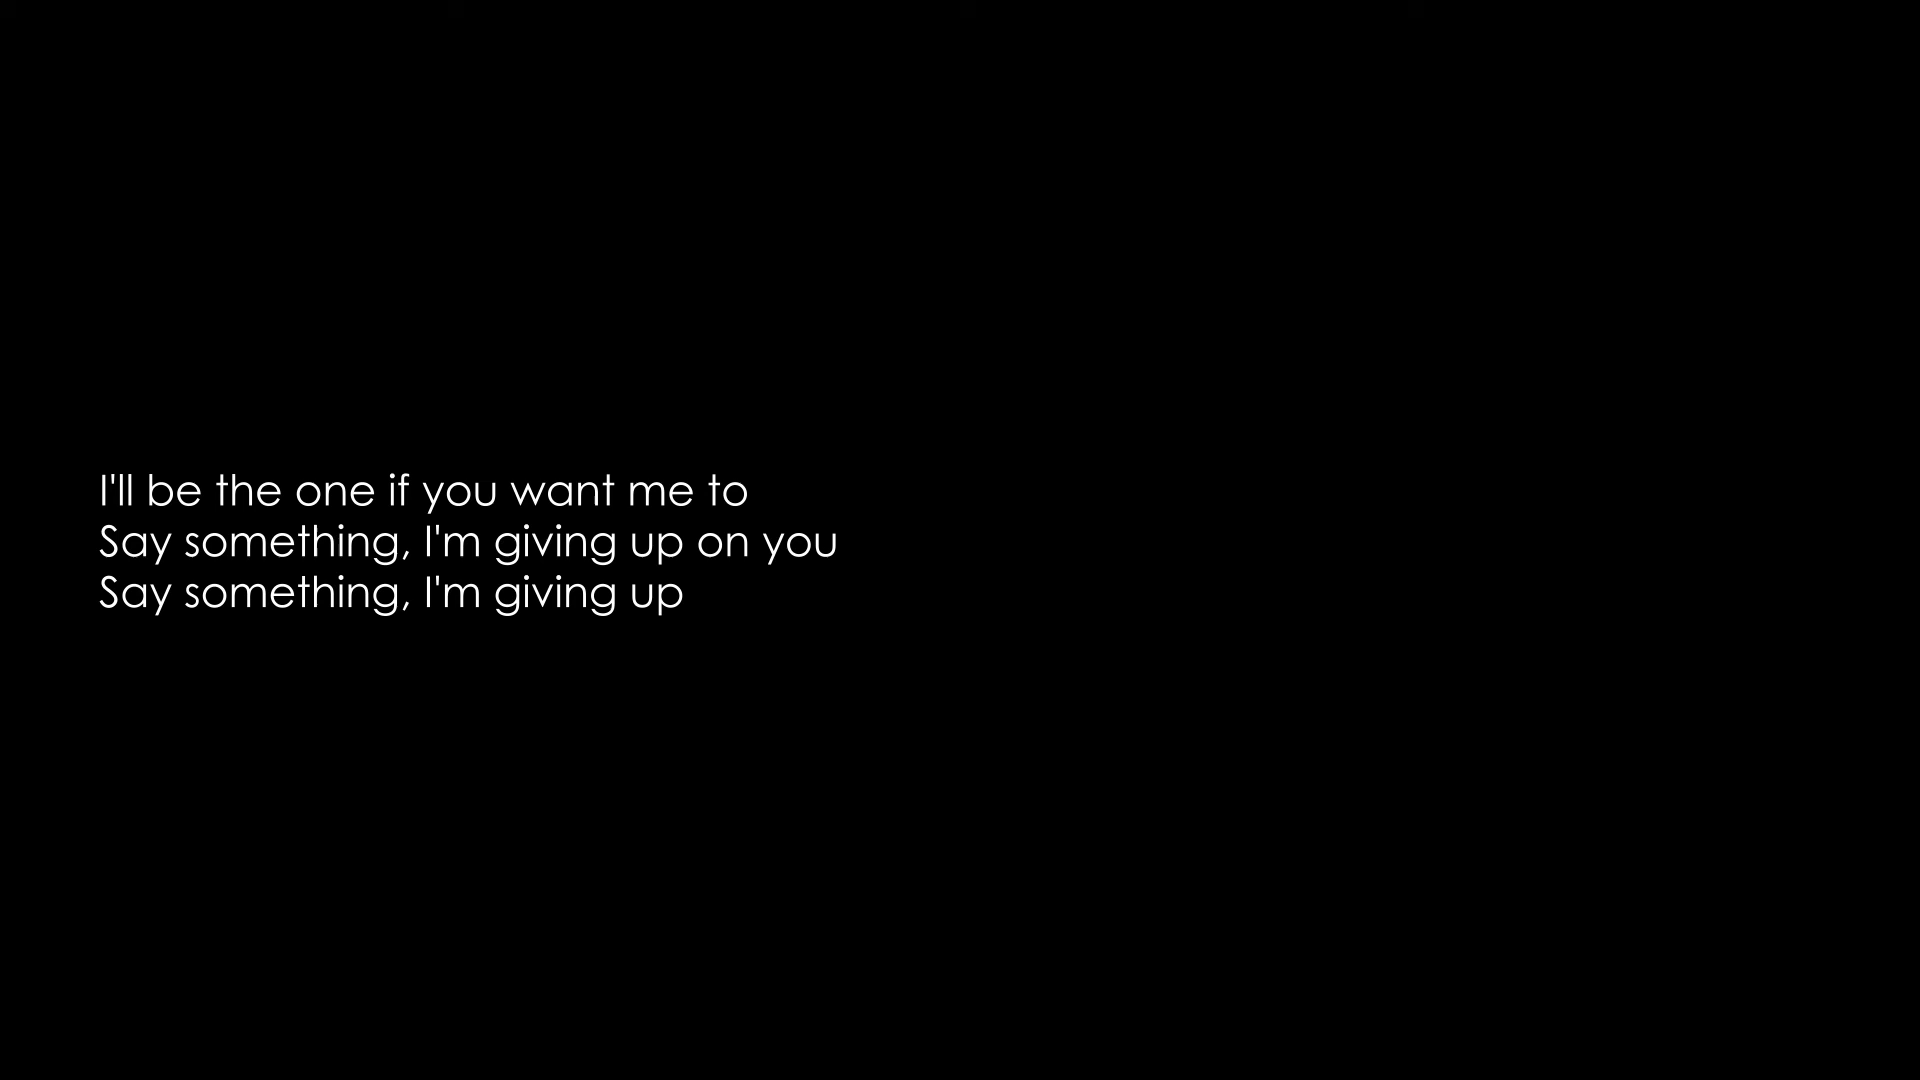 I'll be the one if you want me to
Say something, I'm giving up on you
Say something, I'm giving up